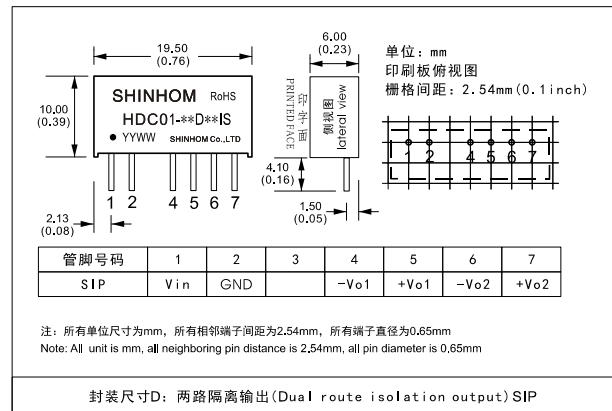 19.50
(0.76)
10.00
(0.39)
SHINHOM RoHS
HDC01-**D**IS
YYWW SHINHOM Co.,LTD
1 2 4 5 6 7
2.13
(0.08)
6.00
(0.23)
印字面
PRINTED FACE
侧视图
lateral view
4.10
(0.16)
1.50
(0.05)
单位: mm
印刷板俯视图
栅格间距: 2.54mm(0.1inch)
1 2 4 5 6 7
管脚号码 1 2 3 4 5 6 7
SIP Vin GND -Vo1 +Vo1 -Vo2 +Vo2
注: 所有单位尺寸为mm, 所有相邻端子间距为2.54mm, 所有端子直径为0.65mm
Note: All unit is mm, all neighboring pin distance is 2.54mm, all pin diameter is 0,65mm
封装尺寸D: 两路隔离输出(Dual route isolation output)SIP